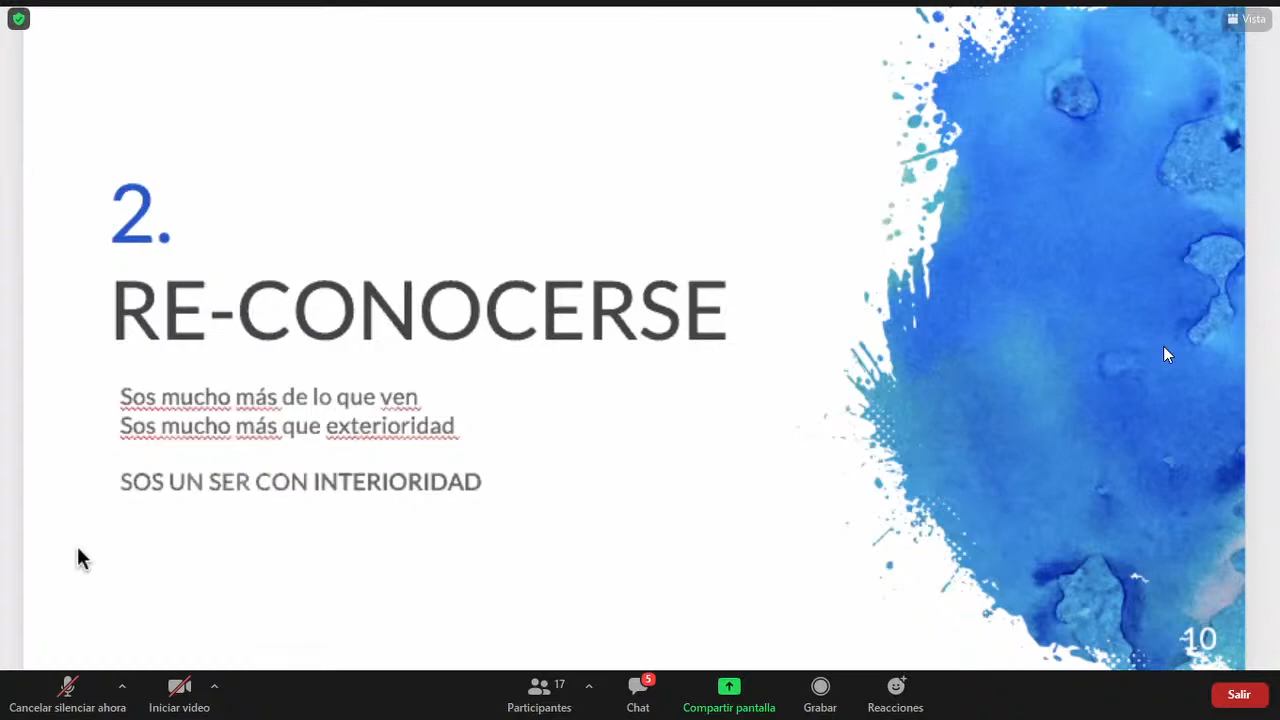 Vista
2.
RE-CONOCERSE
Sos mucho más de lo que ven
Sos mucho más que exterioridad
SOS UN SER CON INTERIORIDAD
10
Cancelar silenciar ahora
Iniciar video
17
Participantes
5
Chat
Compartir pantalla
Grabar
Reacciones
Salir